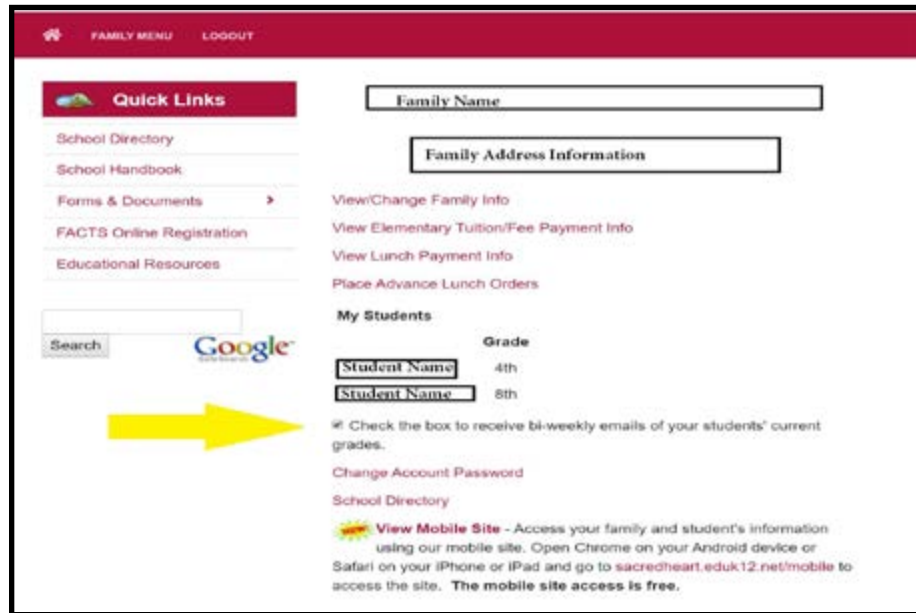 FAMILY MENU LOGOUT
Quick Links
School Directory
School Handbook
Forms & Documents >
FACTS Online Registration
Educational Resources
Search
Google
Family Name
Family Address Information
View/Change Family Info
View Elementary Tuition/Fee Payment Info
View Lunch Payment Info
Place Advance Lunch Orders
My Students
Grade
Student Name 4th
Student Name 8th
Check the box to receive bi-weekly emails of your students' current
grades.
Change Account Password
School Directory
NEW View Mobile Site - Access your family and student's information
using our mobile site. Open Chrome on your Android device or
Safari on your iPhone or iPad and go to sacredheart.eduk12.net/mobile to
access the site. The mobile site access is free.